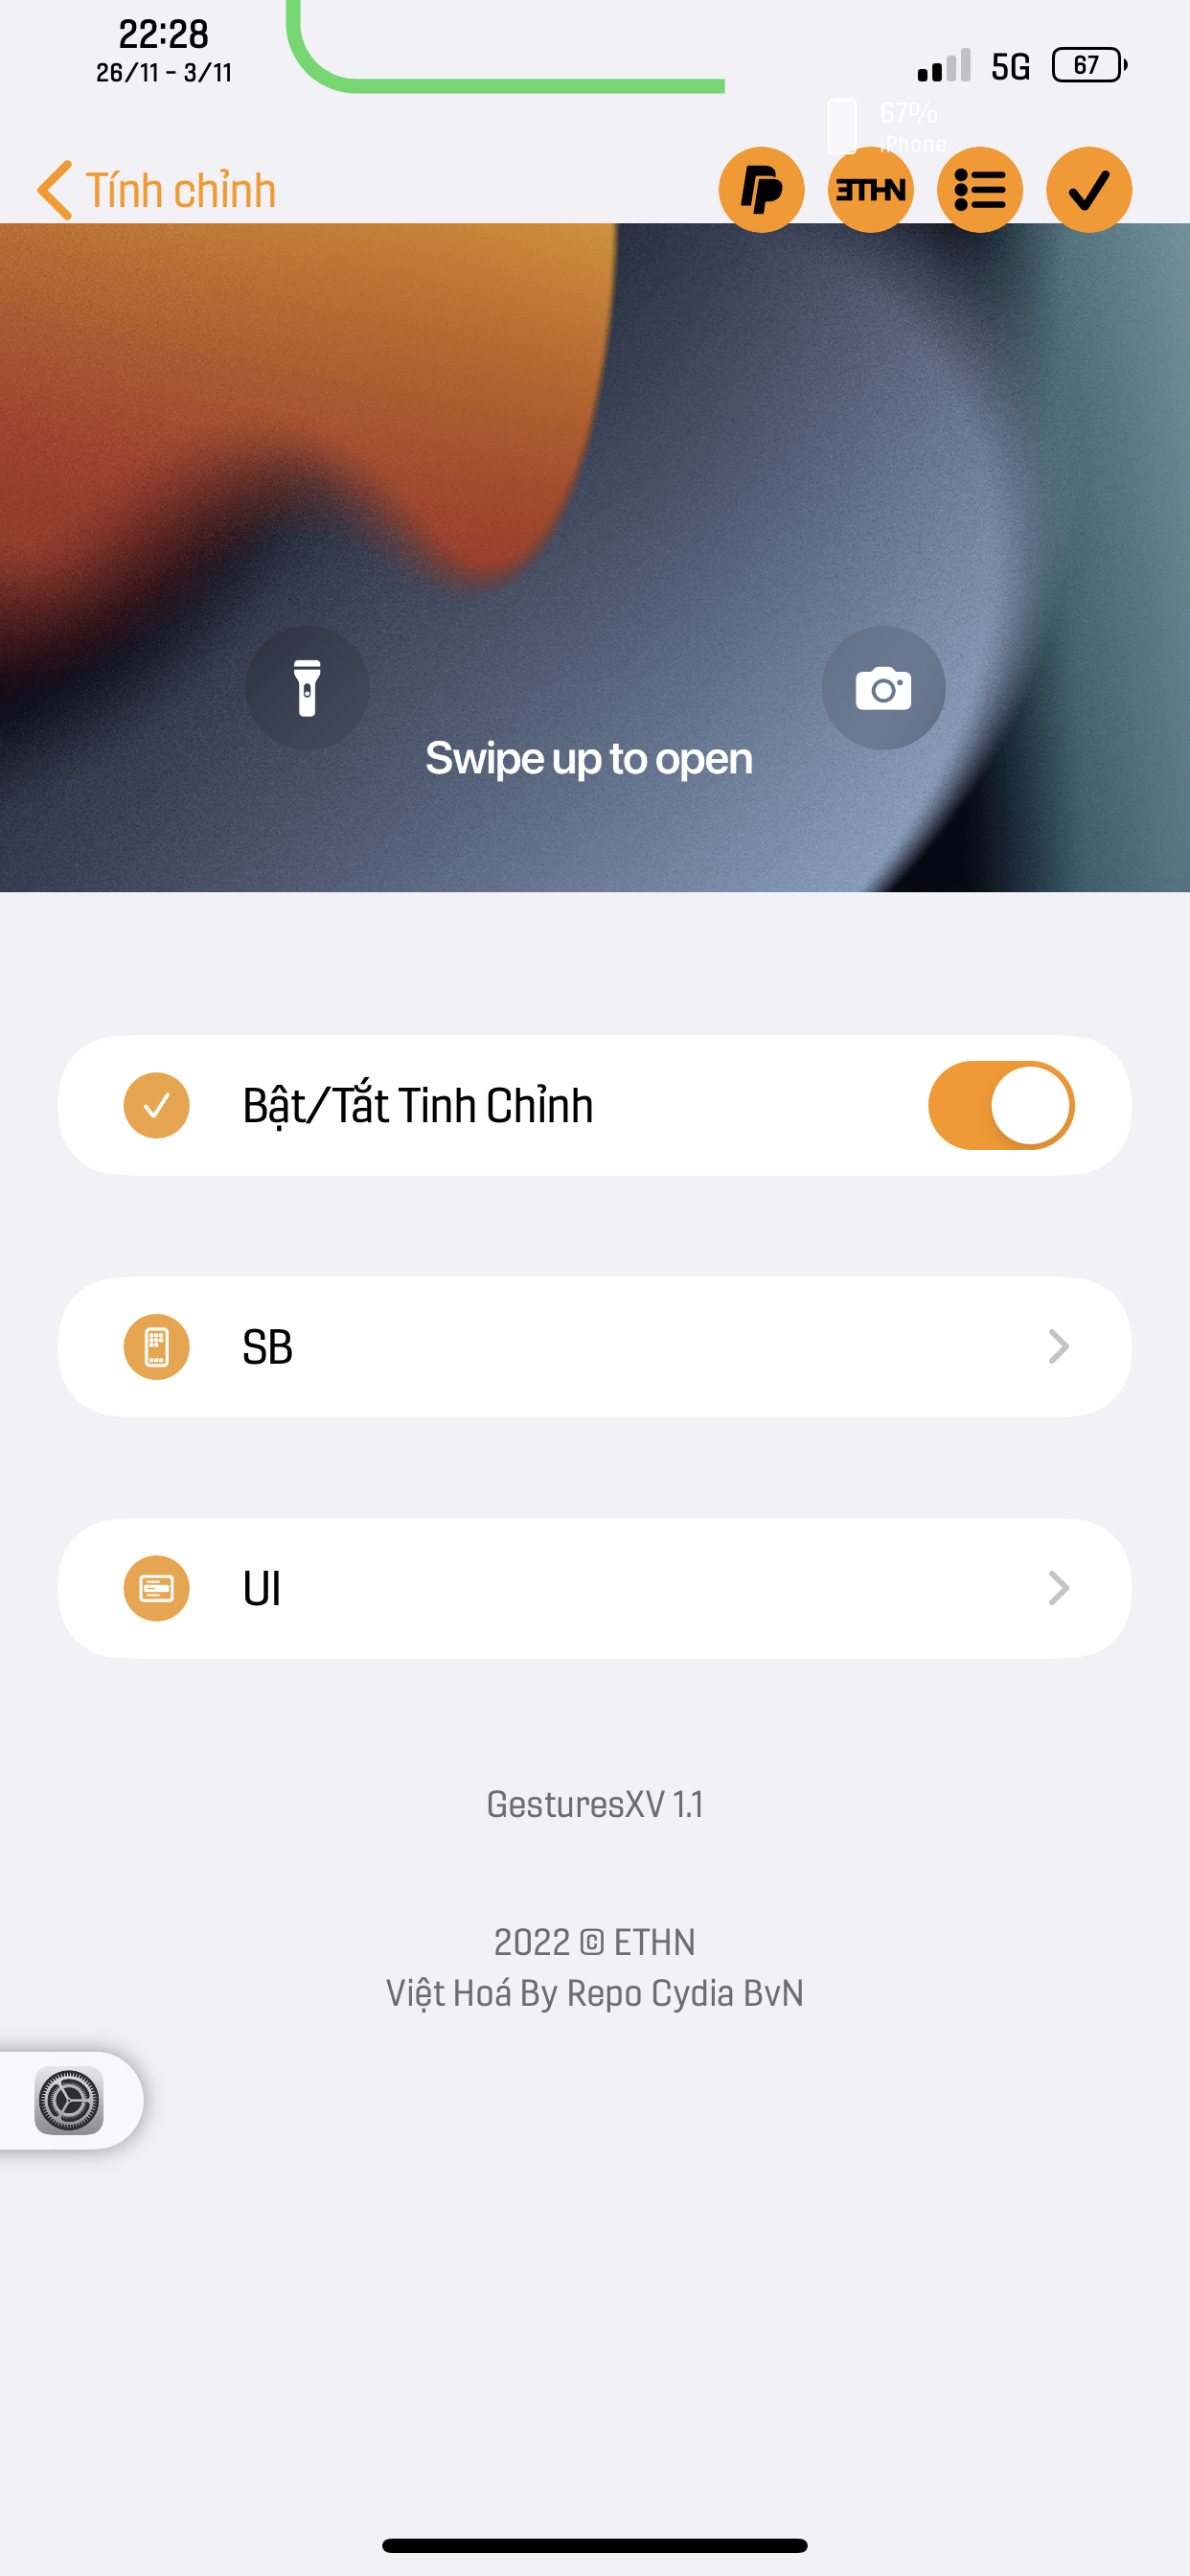 22:28
26/11 - 3/11
5G
67
67%
iPhone
Tính chỉnh
ETHN
Swipe up to open
Bật/Tắt Tinh Chỉnh
SB
UI
GesturesXV 1.1
2022 © ETHN
Việt Hoá By Repo Cydia BvN